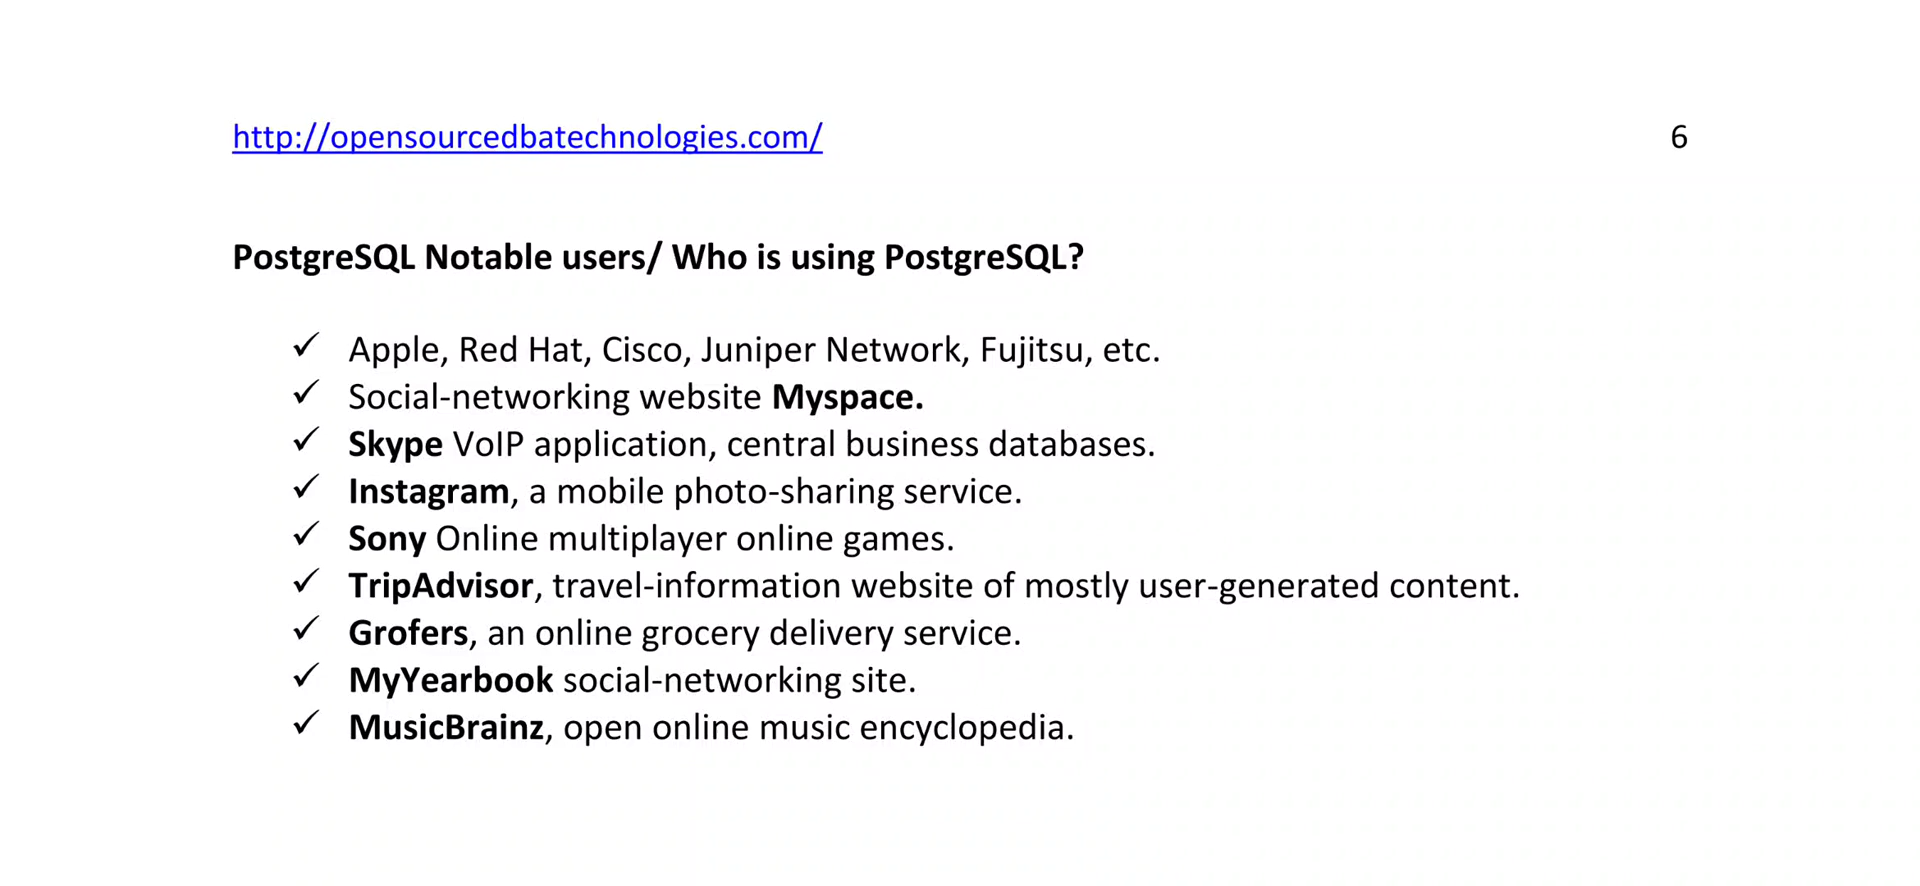 http://opensourcedbatechnologies.com/ 6
PostgreSQL Notable users/ Who is using PostgreSQL?
✓ Apple, Red Hat, Cisco, Juniper Network, Fujitsu, etc.
✓ Social-networking website Myspace.
✓ Skype VoIP application, central business databases.
✓ Instagram, a mobile photo-sharing service.
✓ Sony Online multiplayer online games.
✓ TripAdvisor, travel-information website of mostly user-generated content.
✓ Grofers, an online grocery delivery service.
✓ MyYearbook social-networking site.
✓ MusicBrainz, open online music encyclopedia.